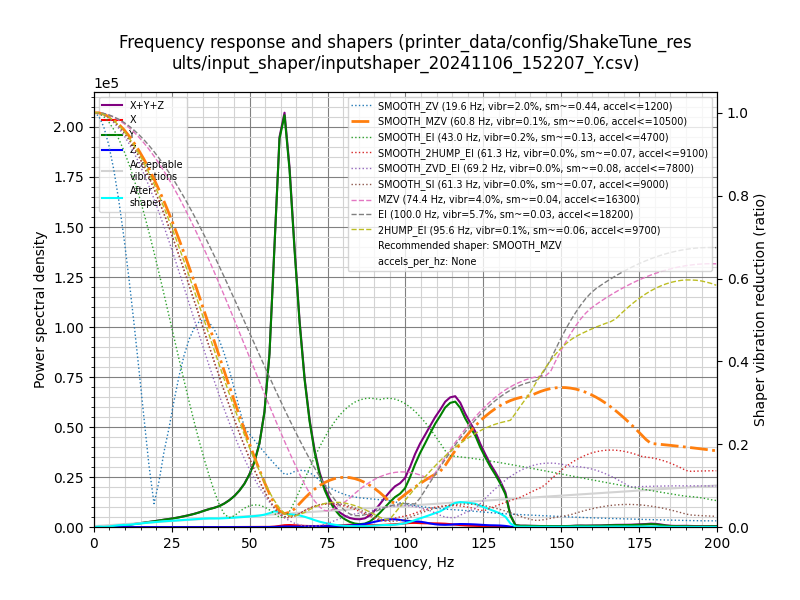 Frequency response and shapers (printer_data/config/ShakeTune_res
ults/input_shaper/inputshaper_20241106_152207_Y.csv)
1e5
X+Y+Z
X
Z
Acceptable
vibrations
After
shaper
SMOOTH_ZV (19.6 Hz, vibr=2.0%, sm~=0.44, accel<=1200)
SMOOTH_MZV (60.8 Hz, vibr=0.1%, sm~=0.06, accel<=10500)
SMOOTH_EI (43.0 Hz, vibr=0.2%, sm~=0.13, accel<=4700)
SMOOTH_2HUMP_EI (61.3 Hz, vibr=0.0%, sm~=0.07, accel<=9100)
SMOOTH_ZVD_EI (69.2 Hz, vibr=0.0%, sm~=0.08, accel<=7800)
SMOOTH_SI (61.3 Hz, vibr=0.0%, sm~=0.07, accel<=9000)
MZV (74.4 Hz, vibr=4.0%, sm~=0.04, accel<=16300)
EI (100.0 Hz, vibr=5.7%, sm~=0.03, accel<=18200)
2HUMP_EI (95.6 Hz, vibr=0.1%, sm~=0.06, accel<=9700)
Recommended shaper: SMOOTH_MZV
accels_per_hz: None
Power spectral density
2.00
1.75
1.50
1.25
1.00
0.75
0.50
0.25
0.00
0 25 50 75 100 125 150 175 200
Frequency, Hz
1.0
0.8
0.6
0.4
0.2
0.0
Shaper vibration reduction (ratio)